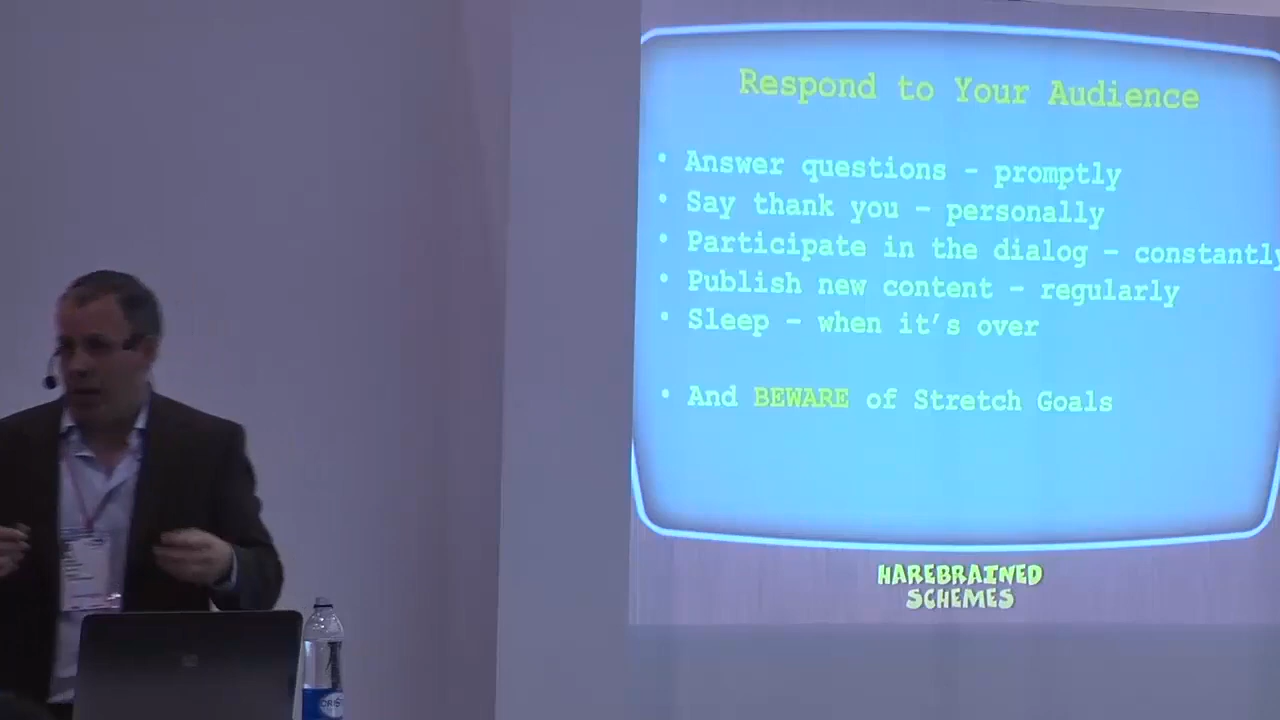 Respond to Your Audience
• Answer questions – promptly
• Say thank you – personally
• Participate in the dialog – constantly
• Publish new content – regularly
• Sleep – when it's over
• And BEWARE of Stretch Goals
HAREBRAINED
SCHEMES